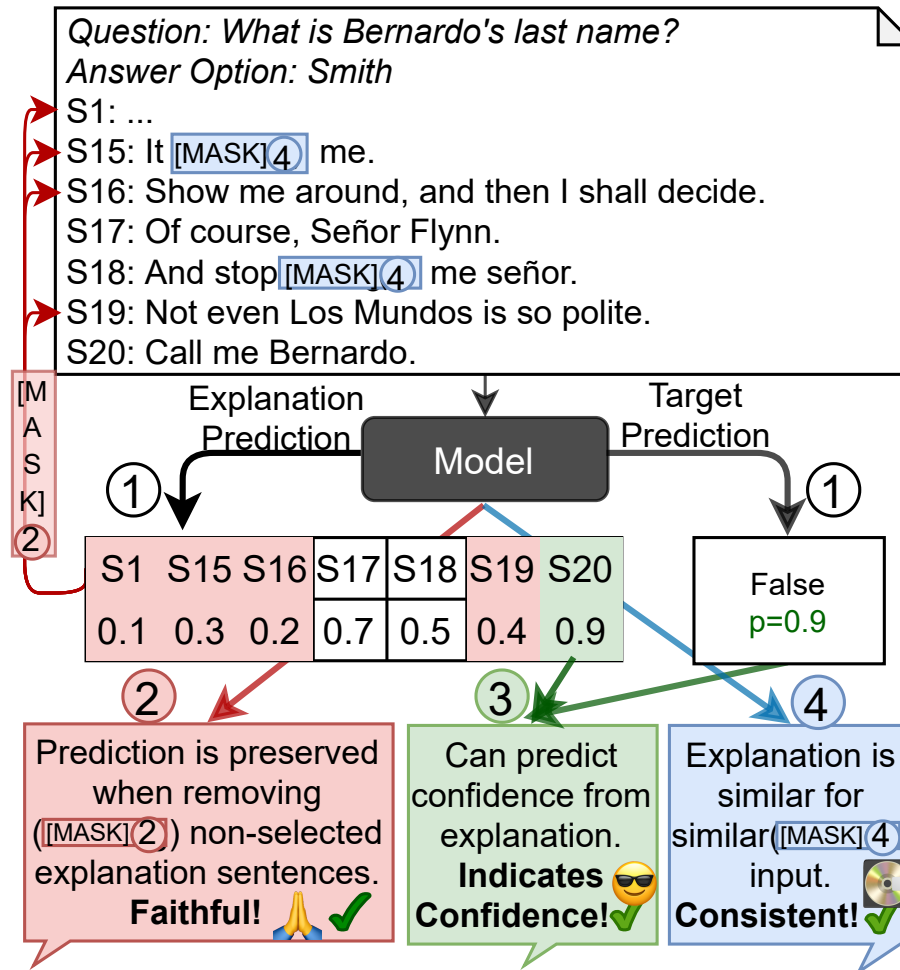 Question: What is Bernardo's last name?
Answer Option: Smith
S1: ...
S15: It [MASK] 4 me.
S16: Show me around, and then I shall decide.
S17: Of course, Señor Flynn.
S18: And stop [MASK] 4 me señor.
S19: Not even Los Mundos is so polite.
S20: Call me Bernardo.
[M
A
S
K]
2
Explanation
Prediction
Model
Target
Prediction
1
1
S1 S15 S16 S17 S18 S19 S20
0.1 0.3 0.2 0.7 0.5 0.4 0.9
False
p=0.9
2
Prediction is preserved
when removing
([MASK] 2) non-selected
explanation sentences.
Faithful!
3
Can predict
confidence from
explanation.
Indicates
Confidence!
4
Explanation is
similar for
similar([MASK] 4
input.
Consistent!